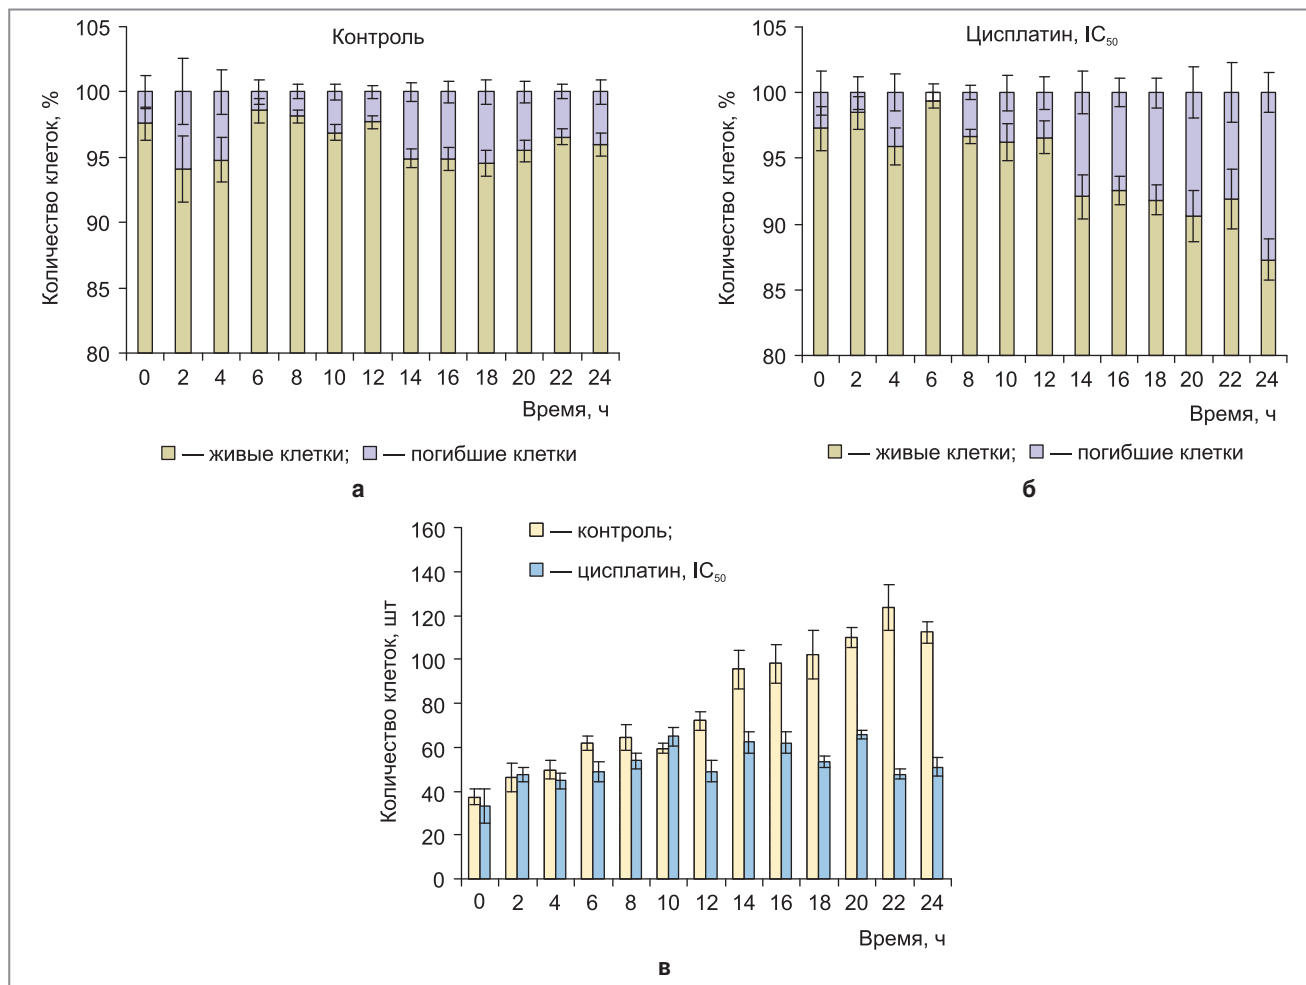 Контроль
Количество клеток, %
105
100
95
90
85
80
0 2 4 6 8 10 12 14 16 18 20 22 24
Время, ч
— живые клетки; — погибшие клетки
а
Цисплатин, IC₅₀
Количество клеток, %
105
100
95
90
85
80
0 2 4 6 8 10 12 14 16 18 20 22 24
Время, ч
— живые клетки; — погибшие клетки
б
— контроль;
— цисплатин, IC₅₀
Количество клеток, шт
160
140
120
100
80
60
40
20
0
0 2 4 6 8 10 12 14 16 18 20 22 24
Время, ч
в